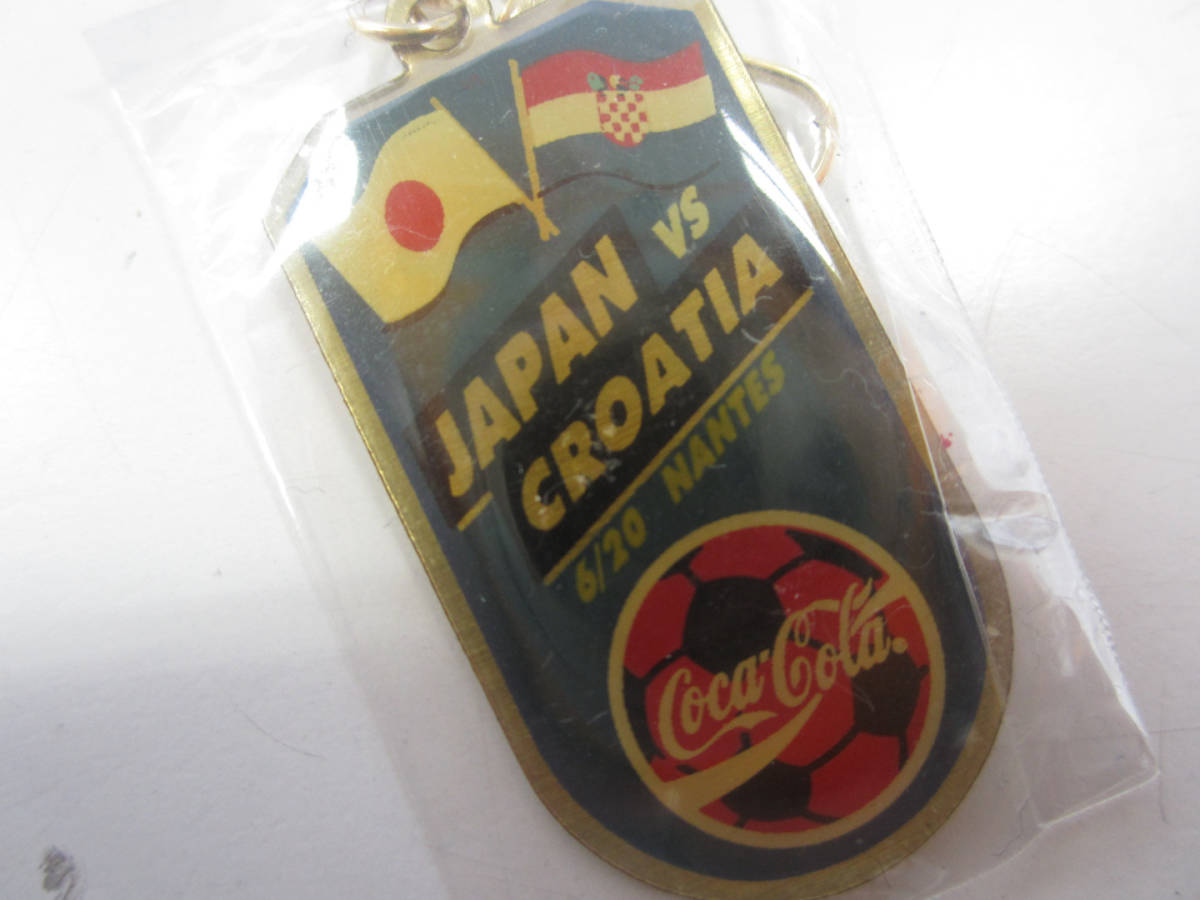 JAPAN VS
CROATIA
6/20 NANTES
Coca-Cola